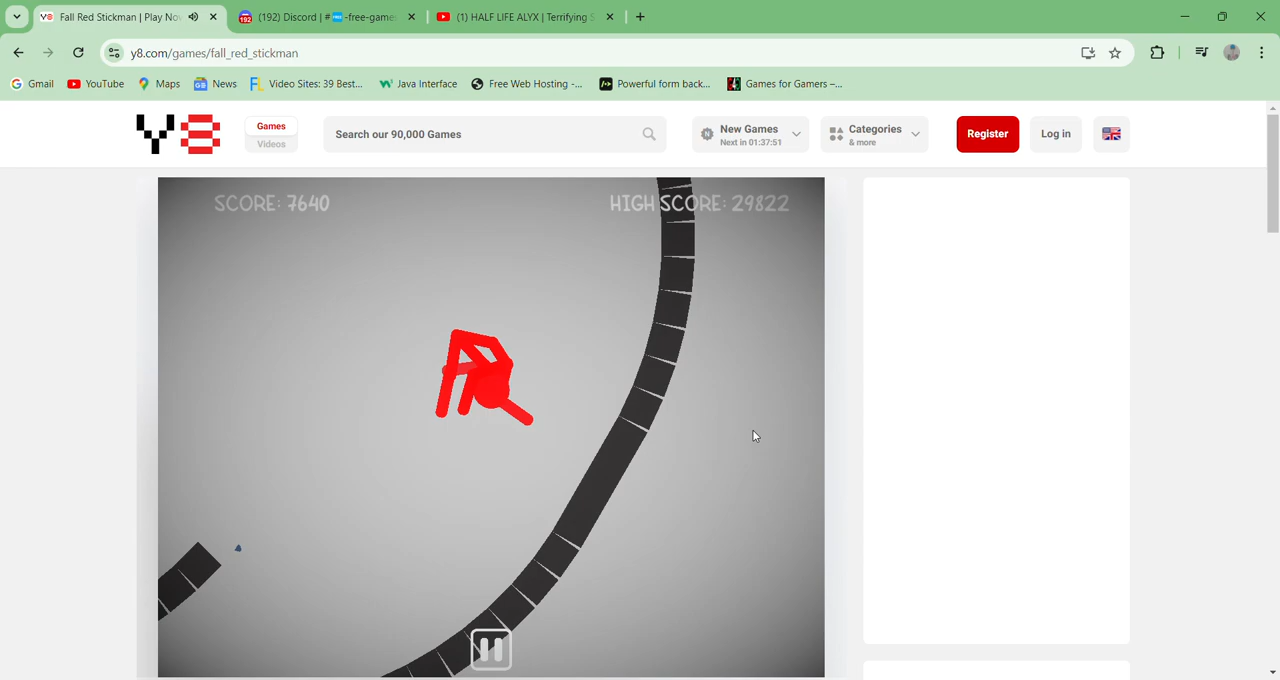 Fall Red Stickman | Play Nov
(192) Discord | #
-free-games
(1) HALF LIFE ALYX | Terrifying S
y8.com/games/fall_red_stickman
Gmail
YouTube
Maps
News
Video Sites: 39 Best...
Java Interface
Free Web Hosting -...
Powerful form back...
Games for Gamers –...
Y8
Games
Videos
Search our 90,000 Games
New Games
Next in 01:37:51
Categories
& more
Register
Log in
SCORE: 7640
HIGH SCORE: 29822